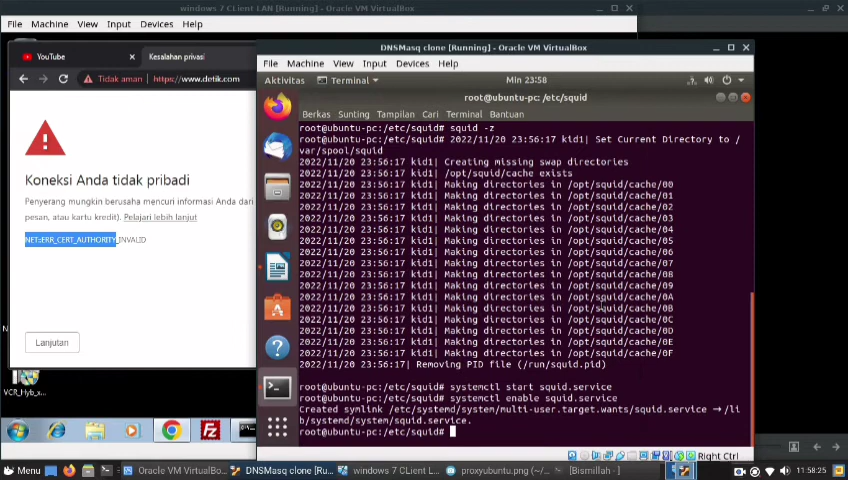 windows 7 CLient LAN [Running] - Oracle VM VirtualBox
File Machine View Input Devices Help
YouTube
Kesalahan privasi
Tidak aman https://www.detik.com
Koneksi Anda tidak pribadi
Penyerang mungkin berusaha mencuri informasi Anda dari
pesan, atau kartu kredit). Pelajari lebih lanjut
NET::ERR_CERT_AUTHORITY_INVALID
Lanjutan
VCR_Hyb_x...
DNSMasq clone [Running] - Oracle VM VirtualBox
File Machine View Input Devices Help
Aktivitas Terminal Min 23:58
root@ubuntu-pc: /etc/squid
Berkas Sunting Tampilan Cari Terminal Bantuan
root@ubuntu-pc:/etc/squid# squid -z
root@ubuntu-pc:/etc/squid# 2022/11/20 23:56:17 kid1| Set Current Directory to /
var/spool/squid
2022/11/20 23:56:17 kid1| Creating missing swap directories
2022/11/20 23:56:17 kid1| /opt/squid/cache exists
2022/11/20 23:56:17 kid1| Making directories in /opt/squid/cache/00
2022/11/20 23:56:17 kid1| Making directories in /opt/squid/cache/01
2022/11/20 23:56:17 kid1| Making directories in /opt/squid/cache/02
2022/11/20 23:56:17 kid1| Making directories in /opt/squid/cache/03
2022/11/20 23:56:17 kid1| Making directories in /opt/squid/cache/04
2022/11/20 23:56:17 kid1| Making directories in /opt/squid/cache/05
2022/11/20 23:56:17 kid1| Making directories in /opt/squid/cache/06
2022/11/20 23:56:17 kid1| Making directories in /opt/squid/cache/07
2022/11/20 23:56:17 kid1| Making directories in /opt/squid/cache/08
2022/11/20 23:56:17 kid1| Making directories in /opt/squid/cache/09
2022/11/20 23:56:17 kid1| Making directories in /opt/squid/cache/0A
2022/11/20 23:56:17 kid1| Making directories in /opt/squid/cache/0B
2022/11/20 23:56:17 kid1| Making directories in /opt/squid/cache/0C
2022/11/20 23:56:17 kid1| Making directories in /opt/squid/cache/0D
2022/11/20 23:56:17 kid1| Making directories in /opt/squid/cache/0E
2022/11/20 23:56:17 kid1| Making directories in /opt/squid/cache/0F
2022/11/20 23:56:17| Removing PID file (/run/squid.pid)
root@ubuntu-pc:/etc/squid# systemctl start squid.service
root@ubuntu-pc:/etc/squid# systemctl enable squid.service
Created symlink /etc/systemd/system/multi-user.target.wants/squid.service → /li
b/systemd/system/squid.service.
root@ubuntu-pc:/etc/squid#
Right Ctrl
Menu Oracle VM VirtualBo... DNSMasq clone [Ru... windows 7 CLient L... proxyubuntu.png (~/... [Bismillah - ] 11:58:25